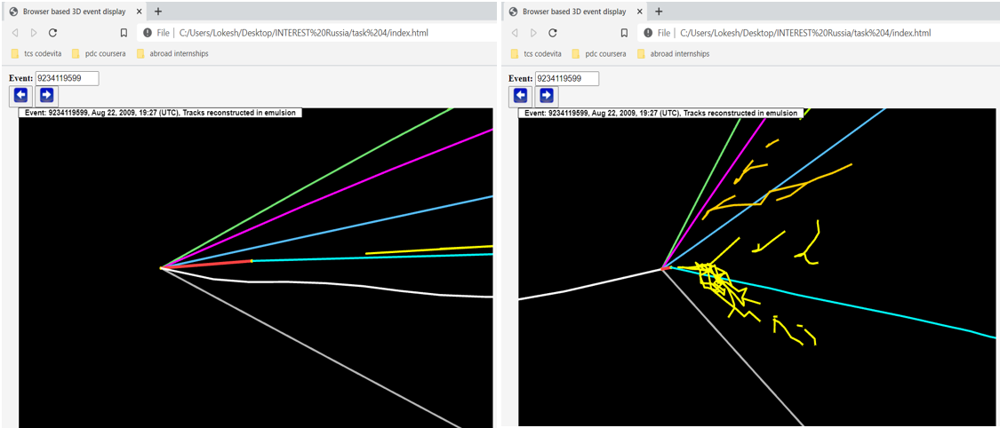 Browser based 3D event display
File C:/Users/Lokesh/Desktop/INTEREST%20Russia/task%204/index.html
tcs codevita pdc coursera abroad internships
Event: 9234119599
Event: 9234119599, Aug 22, 2009, 19:27 (UTC), Tracks reconstructed in emulsion
Browser based 3D event display
File C:/Users/Lokesh/Desktop/INTEREST%20Russia/task%204/index.html
tcs codevita pdc coursera abroad internships
Event: 9234119599
Event: 9234119599, Aug 22, 2009, 19:27 (UTC), Tracks reconstructed in emulsion